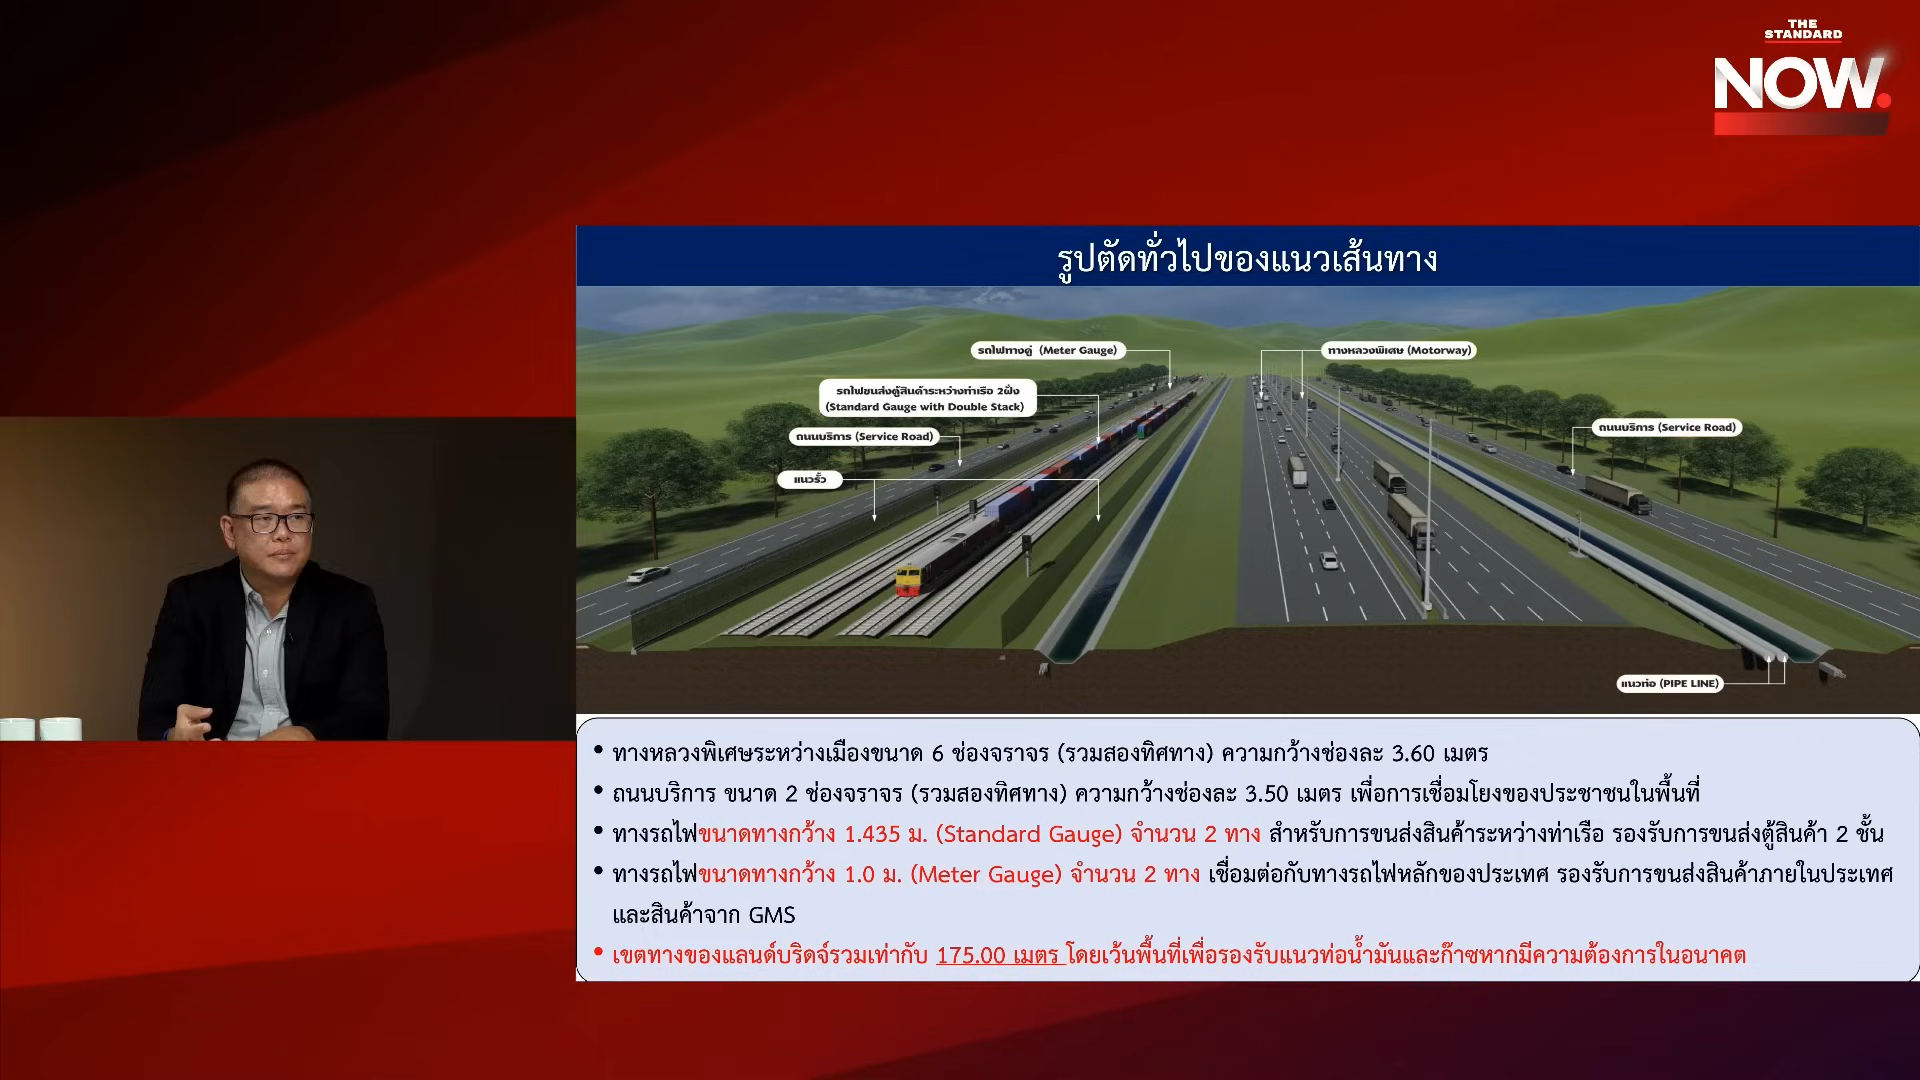 THE
STANDARD
NOW.
รูปตัดทั่วไปของแนวเส้นทาง
รถไฟทางคู่ (Meter Gauge)
ทางหลวงพิเศษ (Motorway)
รถไฟขนส่งตู้สินค้าระหว่างท่าเรือ 2ฝั่ง
(Standard Gauge with Double Stack)
ถนนบริการ (Service Road)
ถนนบริการ (Service Road)
แนวรั้ว
แนวท่อ (PIPE LINE)
• ทางหลวงพิเศษระหว่างเมืองขนาด 6 ช่องจราจร (รวมสองทิศทาง) ความกว้างช่องละ 3.60 เมตร
• ถนนบริการ ขนาด 2 ช่องจราจร (รวมสองทิศทาง) ความกว้างช่องละ 3.50 เมตร เพื่อการเชื่อมโยงของประชาชนในพื้นที่
• ทางรถไฟขนาดทางกว้าง 1.435 ม. (Standard Gauge) จำนวน 2 ทาง สำหรับการขนส่งสินค้าระหว่างท่าเรือ รองรับการขนส่งตู้สินค้า 2 ชั้น
• ทางรถไฟขนาดทางกว้าง 1.0 ม. (Meter Gauge) จำนวน 2 ทาง เชื่อมต่อกับทางรถไฟหลักของประเทศ รองรับการขนส่งสินค้าภายในประเทศ
และสินค้าจาก GMS
• เขตทางของแลนด์บริดจ์รวมเท่ากับ 175.00 เมตร โดยเว้นพื้นที่เพื่อรองรับแนวท่อน้ำมันและก๊าซหากมีความต้องการในอนาคต